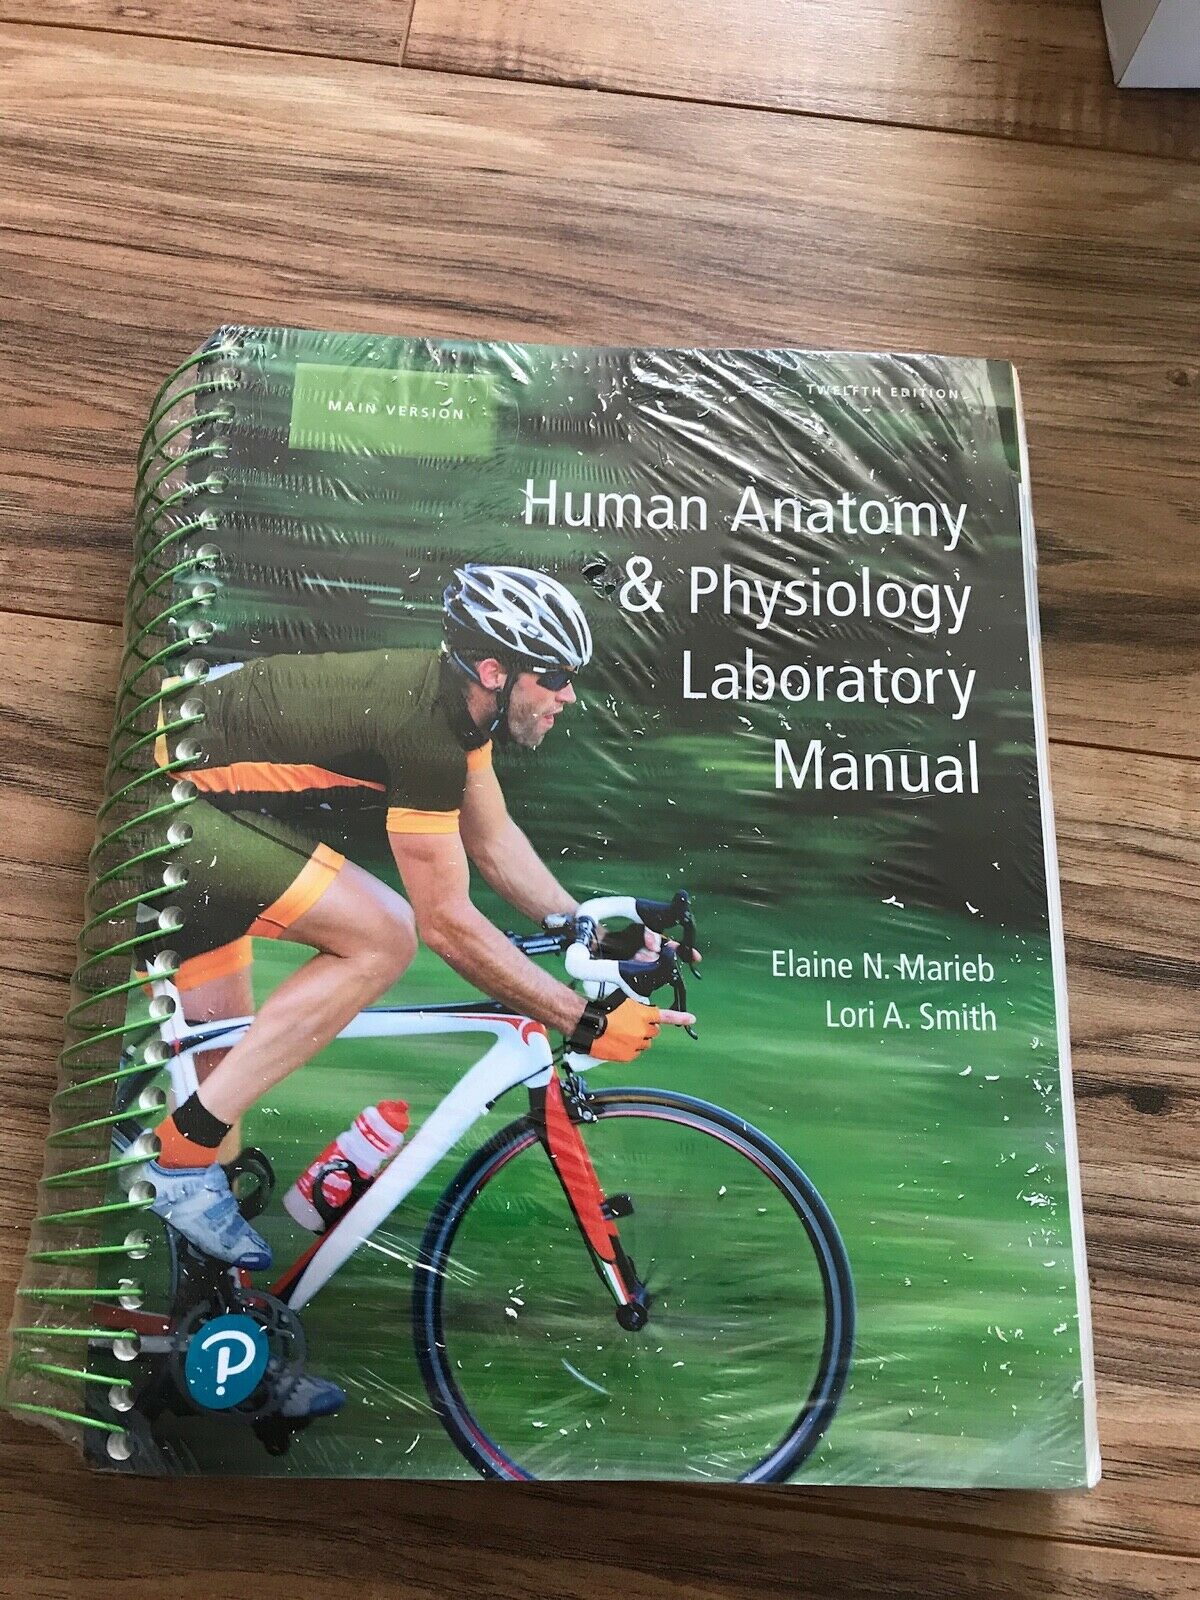 MAIN VERSION
TWELFTH EDITION
Human Anatomy
& Physiology
Laboratory
Manual
Elaine N. Marieb
Lori A. Smith
P